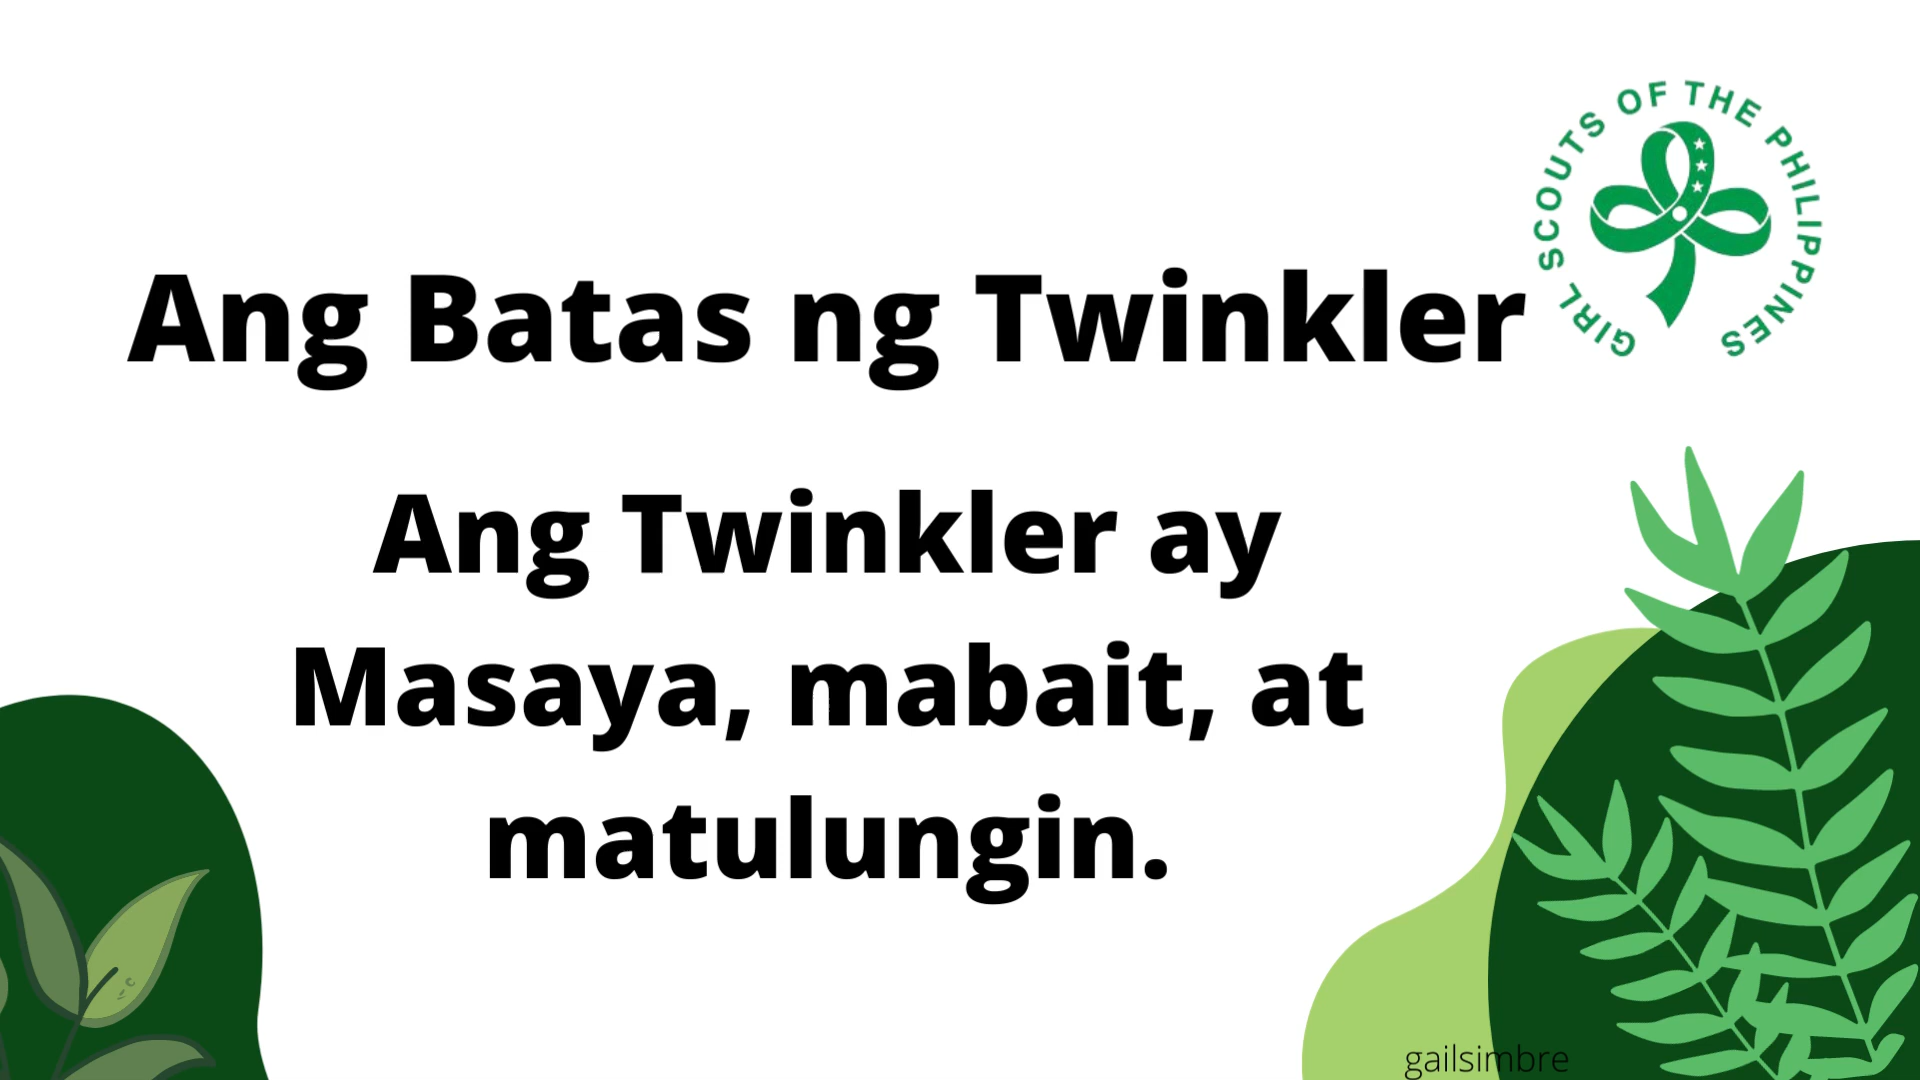 GIRL SCOUTS OF THE PHILIPPINES
Ang Batas ng Twinkler
Ang Twinkler ay
Masaya, mabait, at
matulungin.
gailsimbre